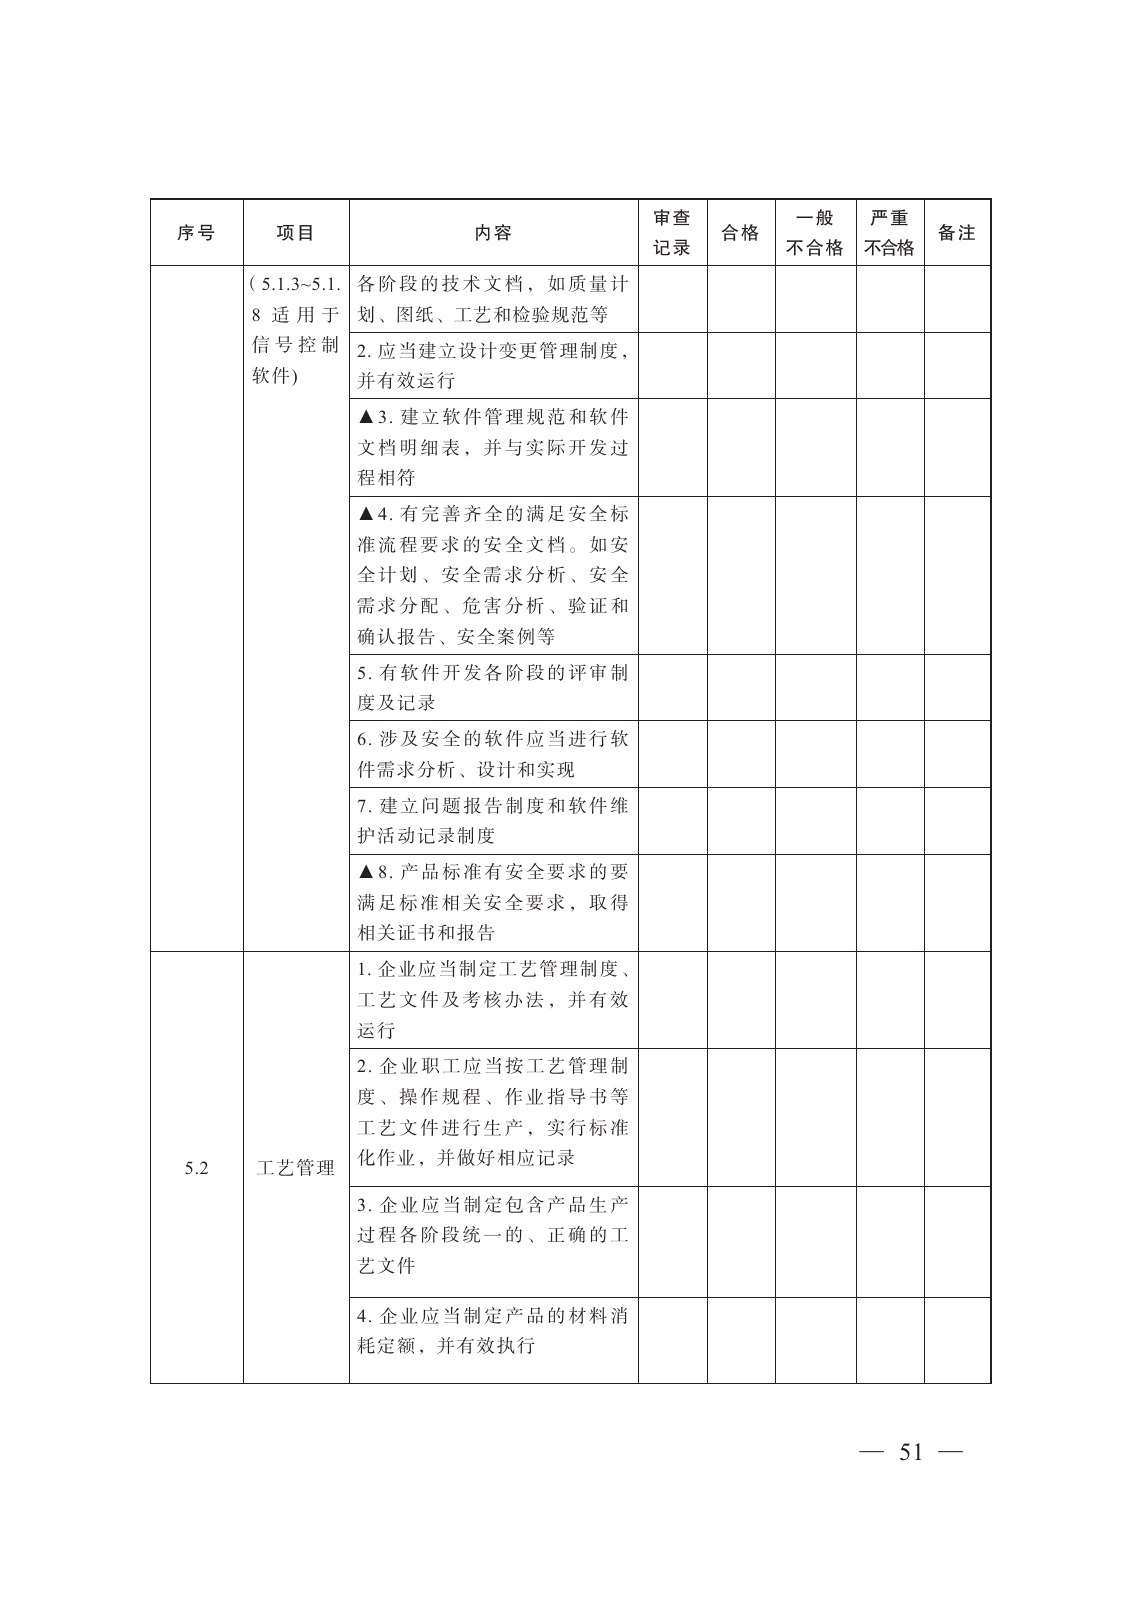 序号 项目 内容 审查记录 合格 一般不合格 严重不合格 备注
（5.1.3~5.1.
8 适用于
信号控制
软件)
各阶段的技术文档，如质量计
划、图纸、工艺和检验规范等
2. 应当建立设计变更管理制度，
并有效运行
▲3. 建立软件管理规范和软件
文档明细表，并与实际开发过
程相符
▲4. 有完善齐全的满足安全标
准流程要求的安全文档。如安
全计划、安全需求分析、安全
需求分配、危害分析、验证和
确认报告、安全案例等
5. 有软件开发各阶段的评审制
度及记录
6. 涉及安全的软件应当进行软
件需求分析、设计和实现
7. 建立问题报告制度和软件维
护活动记录制度
▲8. 产品标准有安全要求的要
满足标准相关安全要求，取得
相关证书和报告
5.2 工艺管理
1. 企业应当制定工艺管理制度、
工艺文件及考核办法，并有效
运行
2. 企业职工应当按工艺管理制
度、操作规程、作业指导书等
工艺文件进行生产，实行标准
化作业，并做好相应记录
3. 企业应当制定包含产品生产
过程各阶段统一的、正确的工
艺文件
4. 企业应当制定产品的材料消
耗定额，并有效执行
— 51 —